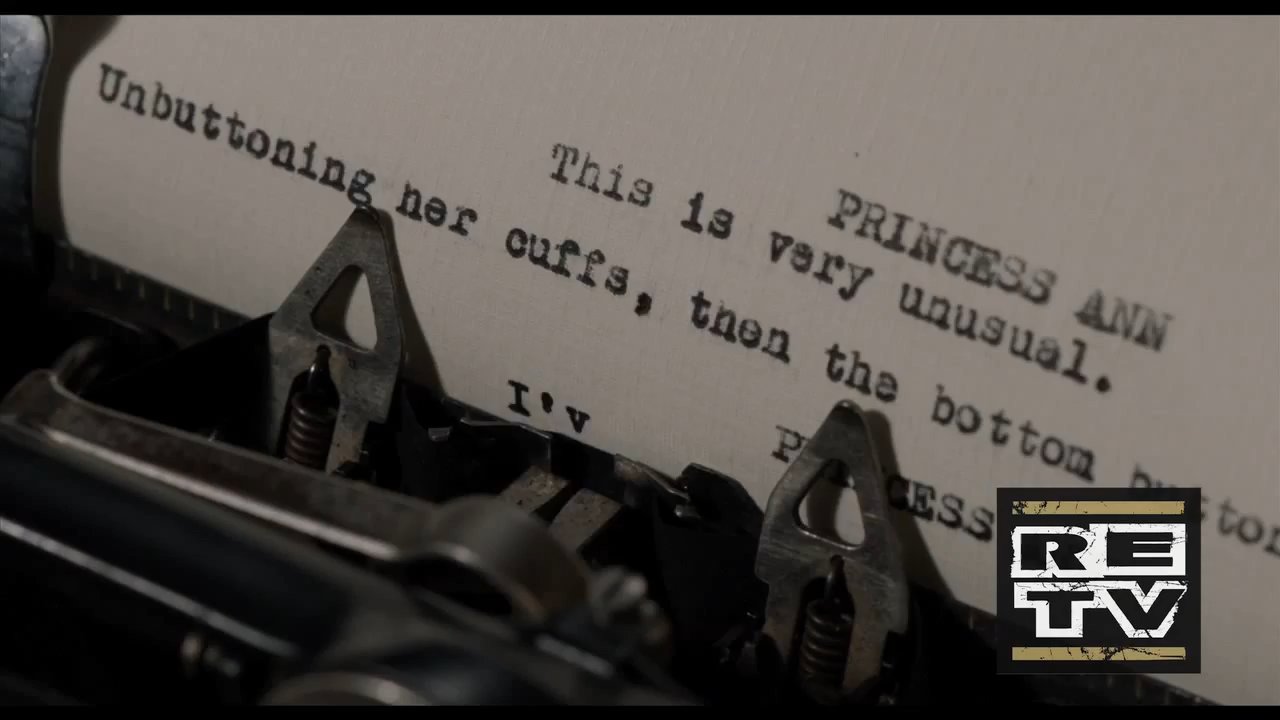 PRINCESS ANN
This is very unusual.
Unbuttoning her cuffs, then the bottom
I'v
RE
TV